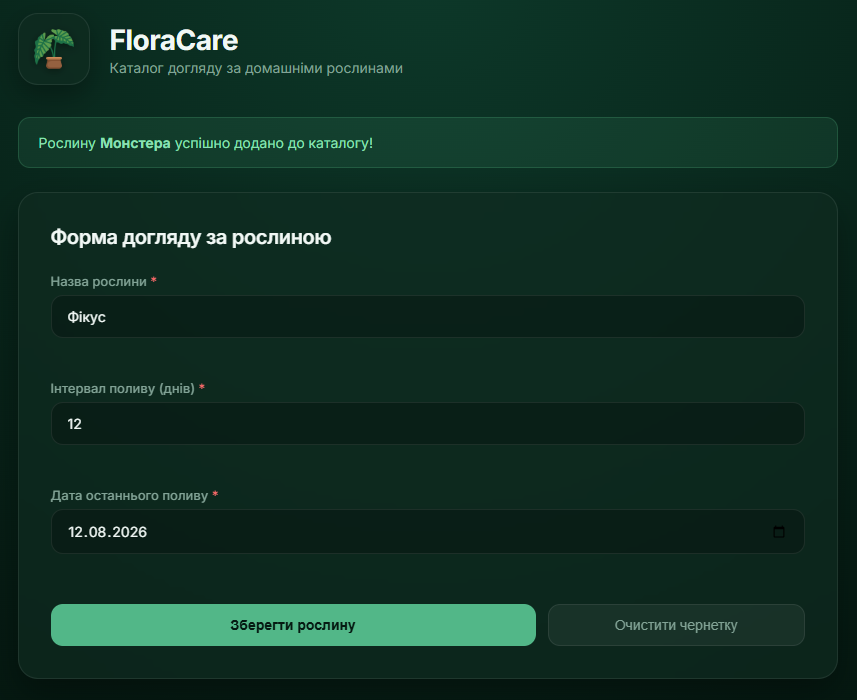 FloraCare
Каталог догляду за домашніми рослинами
Рослину Монстера успішно додано до каталогу!
Форма догляду за рослиною
Назва рослини *
Фікус
Інтервал поливу (днів) *
12
Дата останнього поливу *
12.08.2026
Зберегти рослину
Очистити чернетку